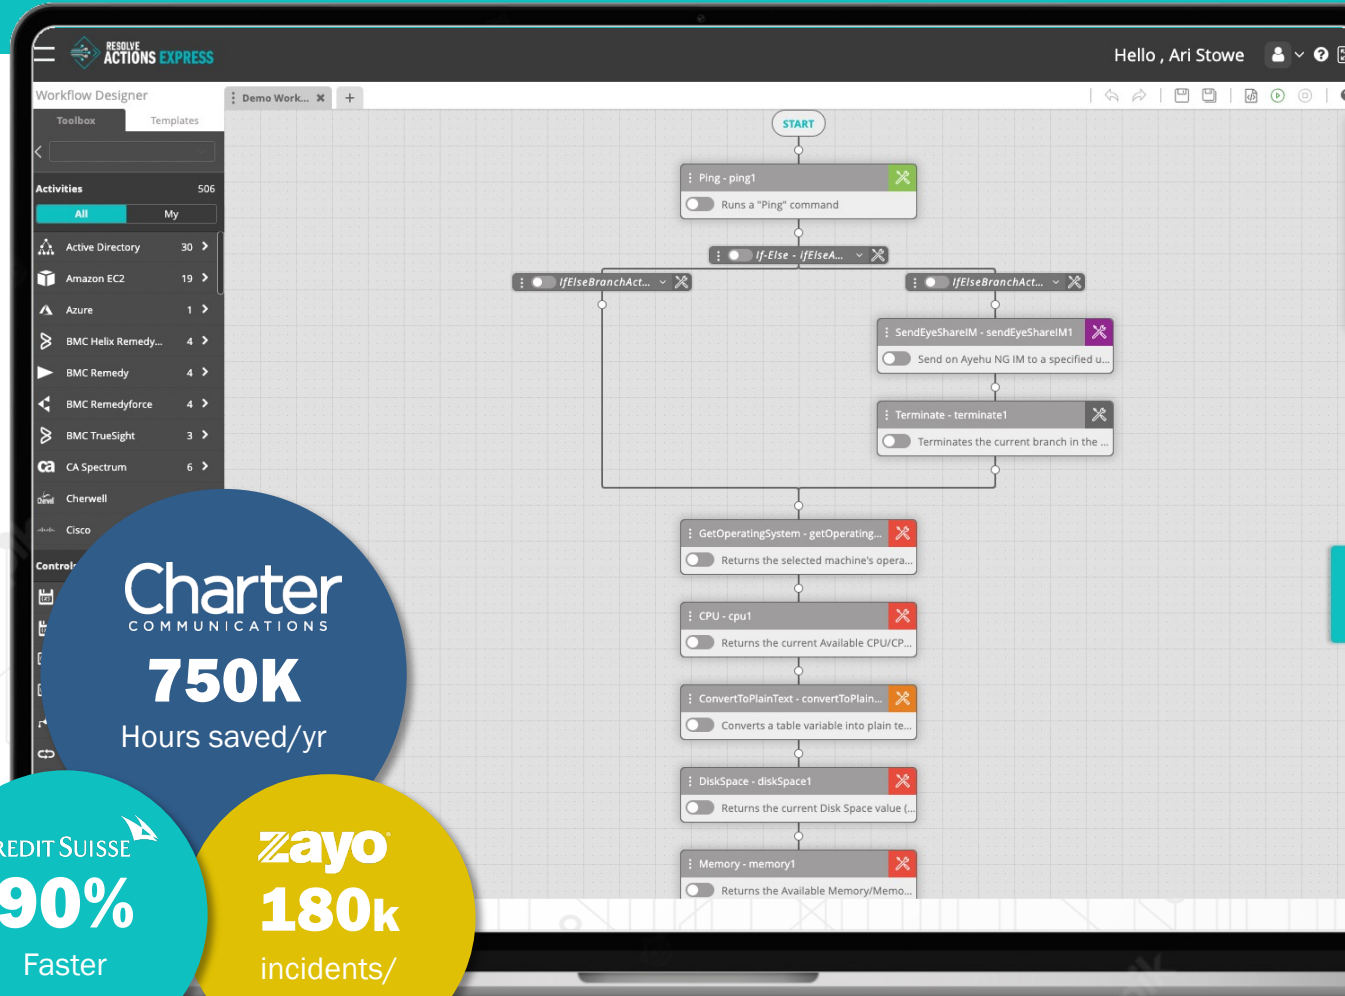 RESOLVE
ACTIONS EXPRESS
Hello , Ari Stowe
Workflow Designer
Demo Work...
Toolbox
Templates
START
Activities 506
All
My
Active Directory 30
Amazon EC2 19
Azure 1
BMC Helix Remedy... 4
BMC Remedy 4
BMC Remedyforce 4
BMC TrueSight 3
CA Spectrum 6
Cherwell
Cisco
Ping - ping1
Runs a "Ping" command
If-Else - ifElseA...
IfElseBranchAct...
IfElseBranchAct...
SendEyeShareIM - sendEyeShareIM1
Send on Ayehu NG IM to a specified u...
Terminate - terminate1
Terminates the current branch in the ...
GetOperatingSystem - getOperating...
Returns the selected machine's opera...
CPU - cpu1
Returns the current Available CPU/CP...
ConvertToPlainText - convertToPlain...
Converts a table variable into plain te...
DiskSpace - diskSpace1
Returns the current Disk Space value (...
Memory - memory1
Returns the Available Memory/Memo...
Charter
COMMUNICATIONS
750K
Hours saved/yr
REDIT SUISSE
90%
Faster
zayo
180k
incidents/